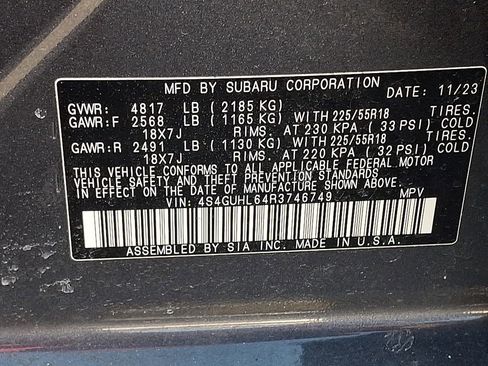 MFD BY SUBARU CORPORATION DATE: 11/23
GVWR: 4817 LB (2185 KG)
GAWR:F 2568 LB (1165 KG) WITH 225/55R18 TIRES.
18X7J RIMS. AT 230 KPA (33 PSI) COLD
GAWR:R 2491 LB (1130 KG) WITH 225/55R18 TIRES.
18X7J RIMS. AT 220 KPA (32 PSI) COLD
THIS VEHICLE CONFORMS TO ALL APPLICABLE FEDERAL MOTOR
VEHICLE SAFETY AND THEFT PREVENTION STANDARDS
IN EFFECT ON THE DATE OF MANUFACTURE SHOWN ABOVE.
VIN: 4S4GUHL64R3746749 MPV
ASSEMBLED BY SIA INC. MADE IN U.S.A.